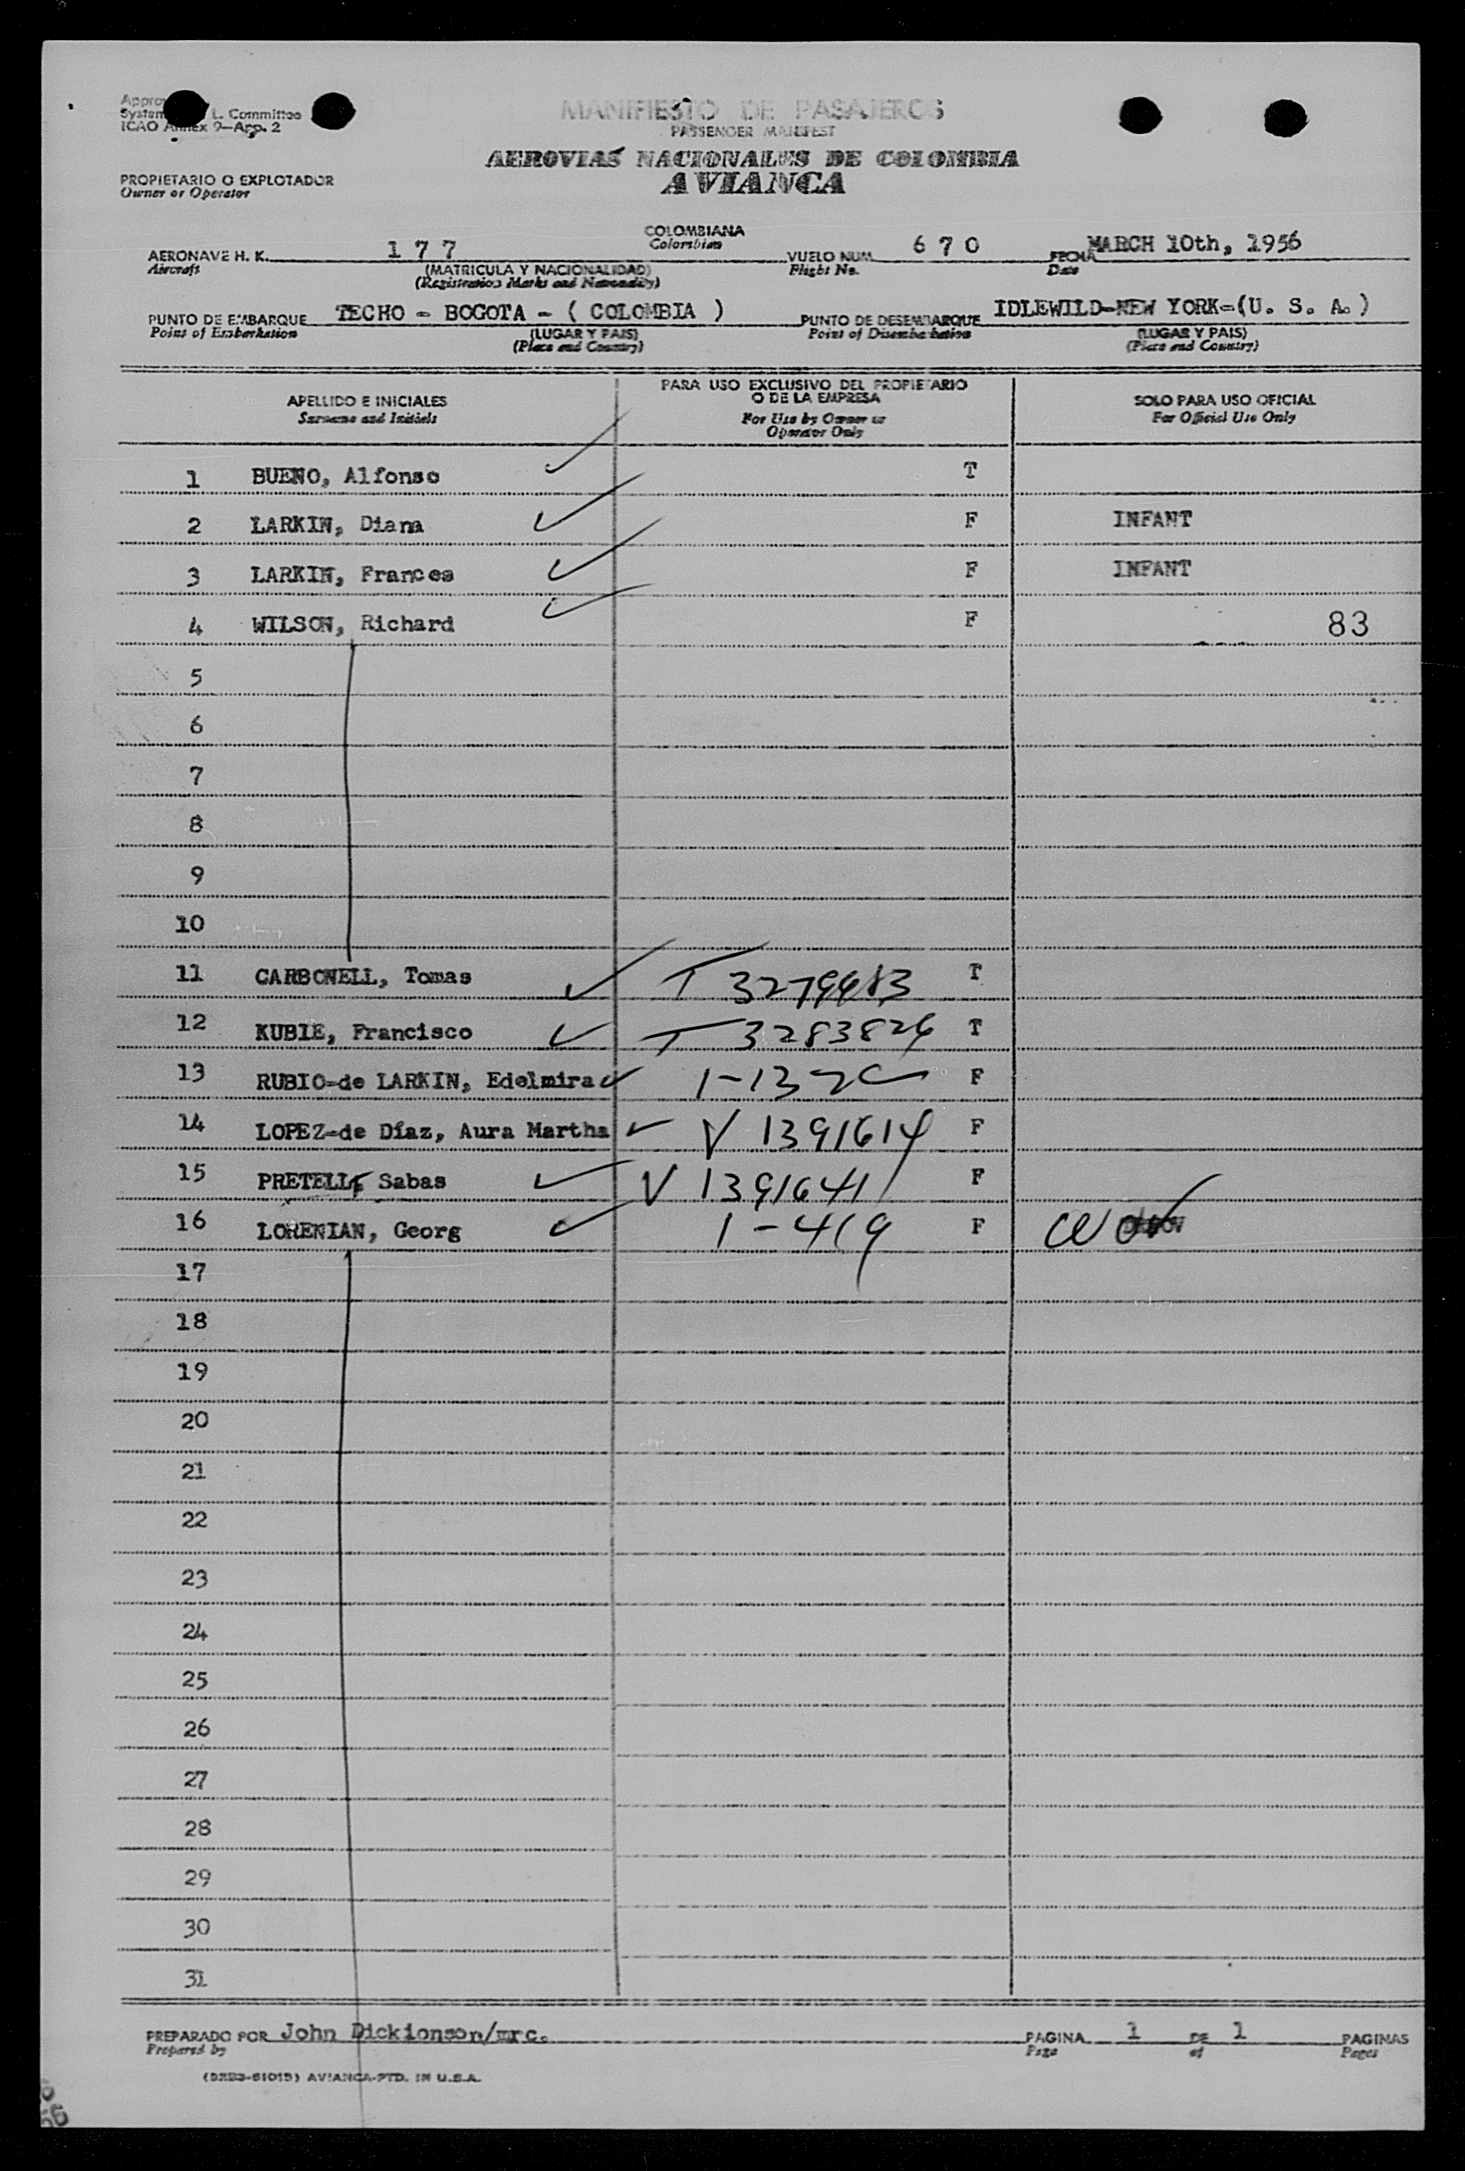 L. Committee
ICAO Annex 9-App. 2
MANIFIESTO DE PASAJEROS
PASSENGER MANIFEST
AEROVIAS NACIONALES DE COLOMBIA
AVIANCA
PROPIETARIO O EXPLOTADOR
Owner or Operator
AERONAVE H. K. 177 COLOMBIANA VUELO NUM. 670 FECHA MARCH 10th, 1956
Aircraft Colombian Flight No. Date
(MATRICULA Y NACIONALIDAD)
(Registration Marks and Nationality)
PUNTO DE EMBARQUE TECHO - BOGOTA - ( COLOMBIA ) PUNTO DE DESEMBARQUE IDLEWILD-NEW YORK-(U. S. A. )
Point of Embarkation (LUGAR Y PAIS) Point of Disembarkation (LUGAR Y PAIS)
(Place and Country) (Place and Country)
APELLIDO E INICIALES PARA USO EXCLUSIVO DEL PROPIETARIO O DE LA EMPRESA SOLO PARA USO OFICIAL
Surname and Initials For Use by Owner or Operator Only For Official Use Only
1 BUENO, Alfonso T
2 LARKIN, Diana F INFANT
3 LARKIN, Frances F INFANT
4 WILSON, Richard F 83
5
6
7
8
9
10
11 CARBONELL, Tomas T 3279983 T
12 KUBIE, Francisco T 3283824 T
13 RUBIO-de LARKIN, Edelmira 1-132 F
14 LOPEZ-de Díaz, Aura Martha V 1391614 F
15 PRETELL, Sabas V 1391641 F
16 LORENIAN, Georg 1-419 F
17
18
19
20
21
22
23
24
25
26
27
28
29
30
31
PREPARADO POR John Dickionson/mrc. PAGINA 1 DE 1 PAGINAS
Prepared by Page of Pages
AVIANCA-PTD. IN U.S.A.